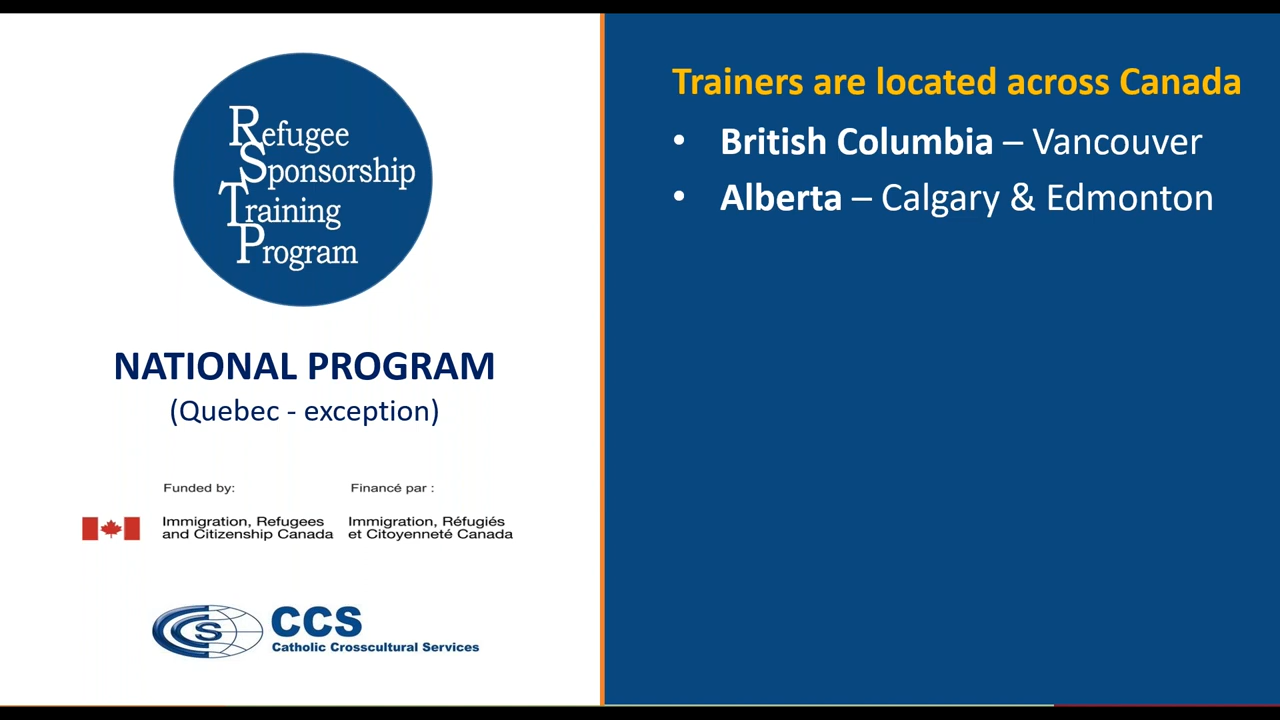 Refugee
Sponsorship
Training
Program
NATIONAL PROGRAM
(Quebec - exception)
Funded by:
Financé par :
Immigration, Refugees
and Citizenship Canada
Immigration, Réfugiés
et Citoyenneté Canada
CCS
CCS
Catholic Crosscultural Services
Trainers are located across Canada
• British Columbia – Vancouver
• Alberta – Calgary & Edmonton